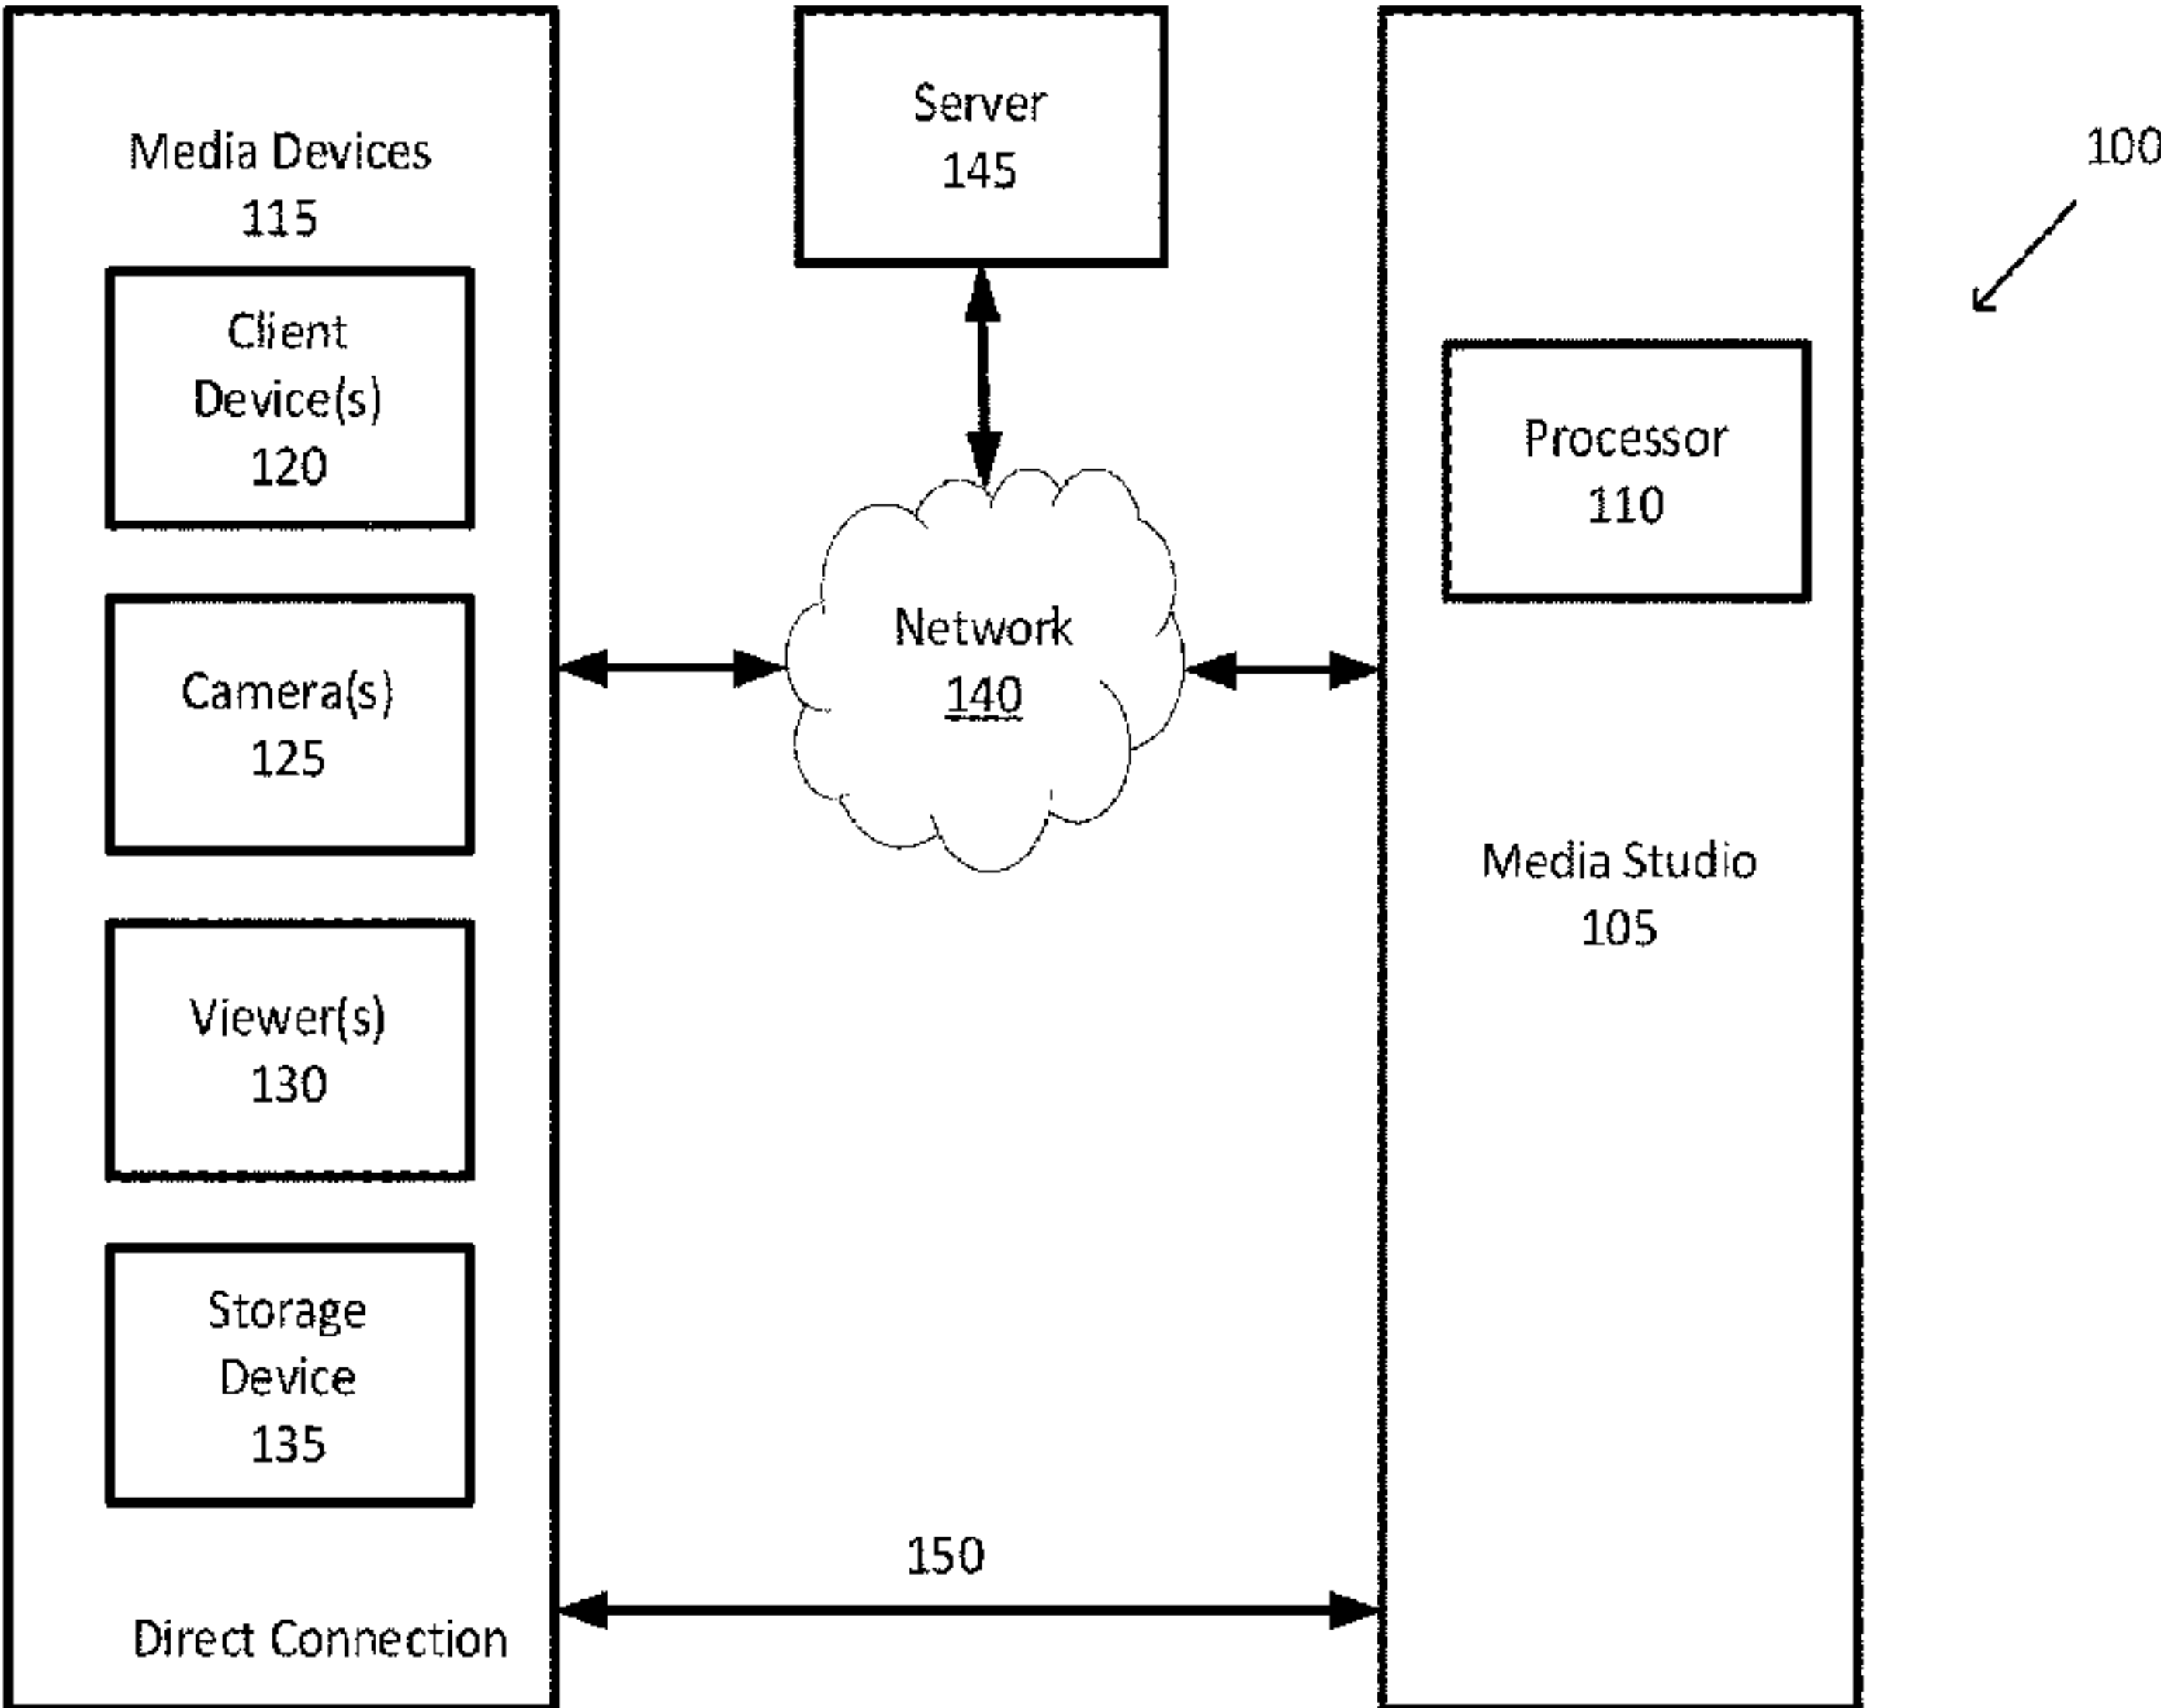 Media Devices
115
Client
Device(s)
120
Camera(s)
125
Viewer(s)
130
Storage
Device
135
Direct Connection
Server
145
Network
140
150
Processor
110
Media Studio
105
100